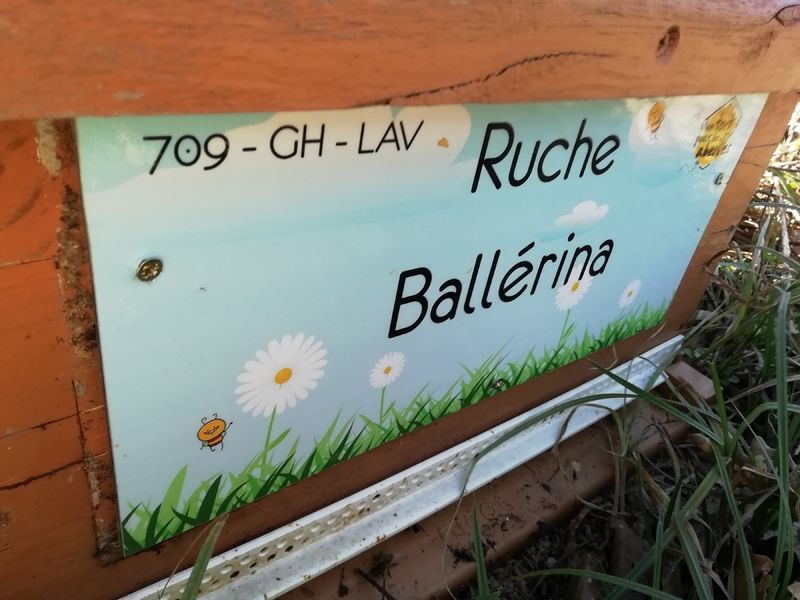 709 - GH - LAV
Ruche
Ballérina